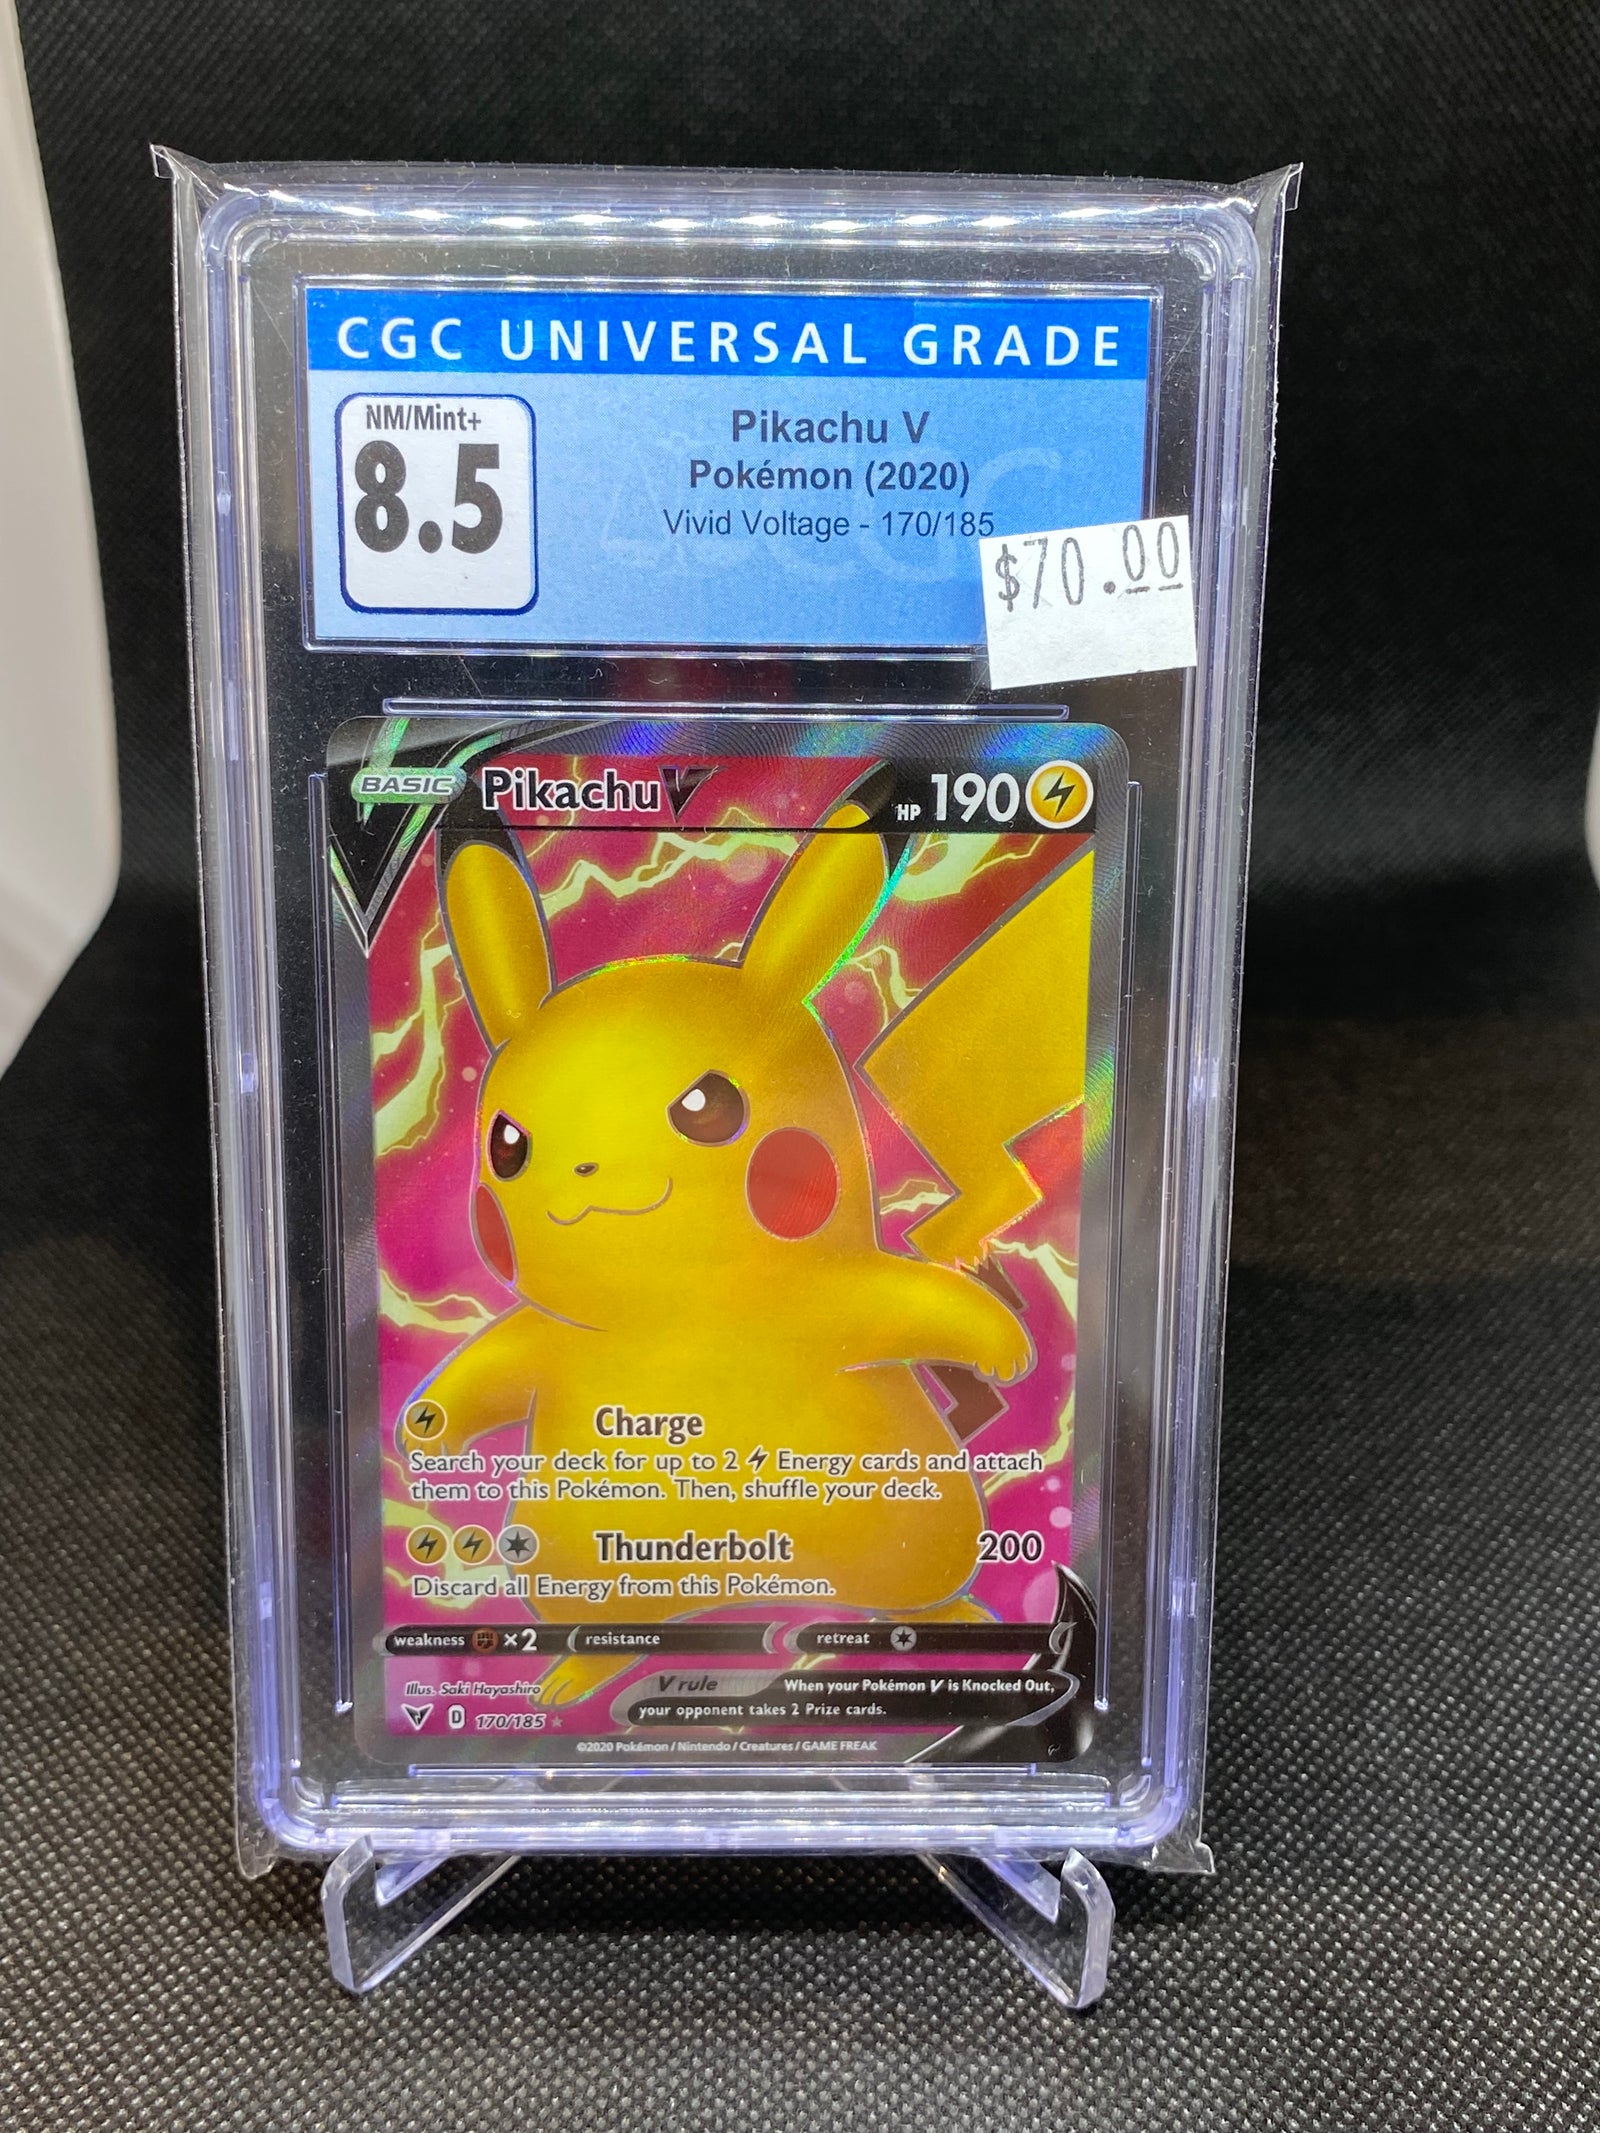 CGC UNIVERSAL GRADE
NM/Mint+
8.5
Pikachu V
Pokémon (2020)
Vivid Voltage - 170/185
$70.00
BASIC Pikachu V HP 190
Charge
Search your deck for up to 2 Energy cards and attach
them to this Pokémon. Then, shuffle your deck.
Thunderbolt 200
Discard all Energy from this Pokémon.
weakness ×2 resistance retreat
Illus. Saki Hayashiro
V rule When your Pokémon V is Knocked Out,
your opponent takes 2 Prize cards.
D 170/185 ★
©2020 Pokémon / Nintendo / Creatures / GAME FREAK